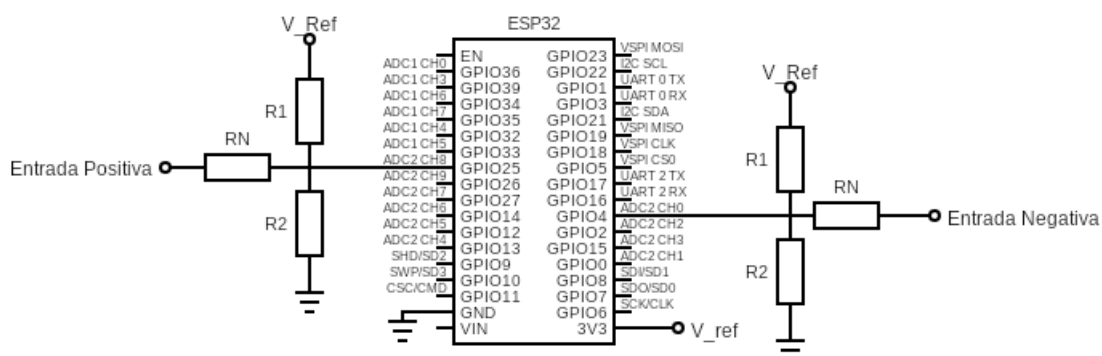 ESP32
V_Ref
R1
RN
Entrada Positiva
R2
ADC1 CH0
ADC1 CH3
ADC1 CH6
ADC1 CH7
ADC1 CH4
ADC1 CH5
ADC2 CH8
ADC2 CH9
ADC2 CH7
ADC2 CH6
ADC2 CH5
ADC2 CH4
SHD/SD2
SWP/SD3
CSC/CMD
EN
GPIO36
GPIO39
GPIO34
GPIO35
GPIO32
GPIO33
GPIO25
GPIO26
GPIO27
GPIO14
GPIO12
GPIO13
GPIO9
GPIO10
GPIO11
GND
VIN
GPIO23
GPIO22
GPIO1
GPIO3
GPIO21
GPIO19
GPIO18
GPIO5
GPIO17
GPIO16
GPIO4
GPIO2
GPIO15
GPIO0
GPIO8
GPIO7
GPIO6
3V3
VSPI MOSI
I2C SCL
UART 0 TX
UART 0 RX
I2C SDA
VSPI MISO
VSPI CLK
VSPI CS0
UART 2 TX
UART 2 RX
ADC2 CH0
ADC2 CH2
ADC2 CH3
ADC2 CH1
SDI/SD1
SDO/SD0
SCK/CLK
V_ref
V_Ref
R1
RN
Entrada Negativa
R2